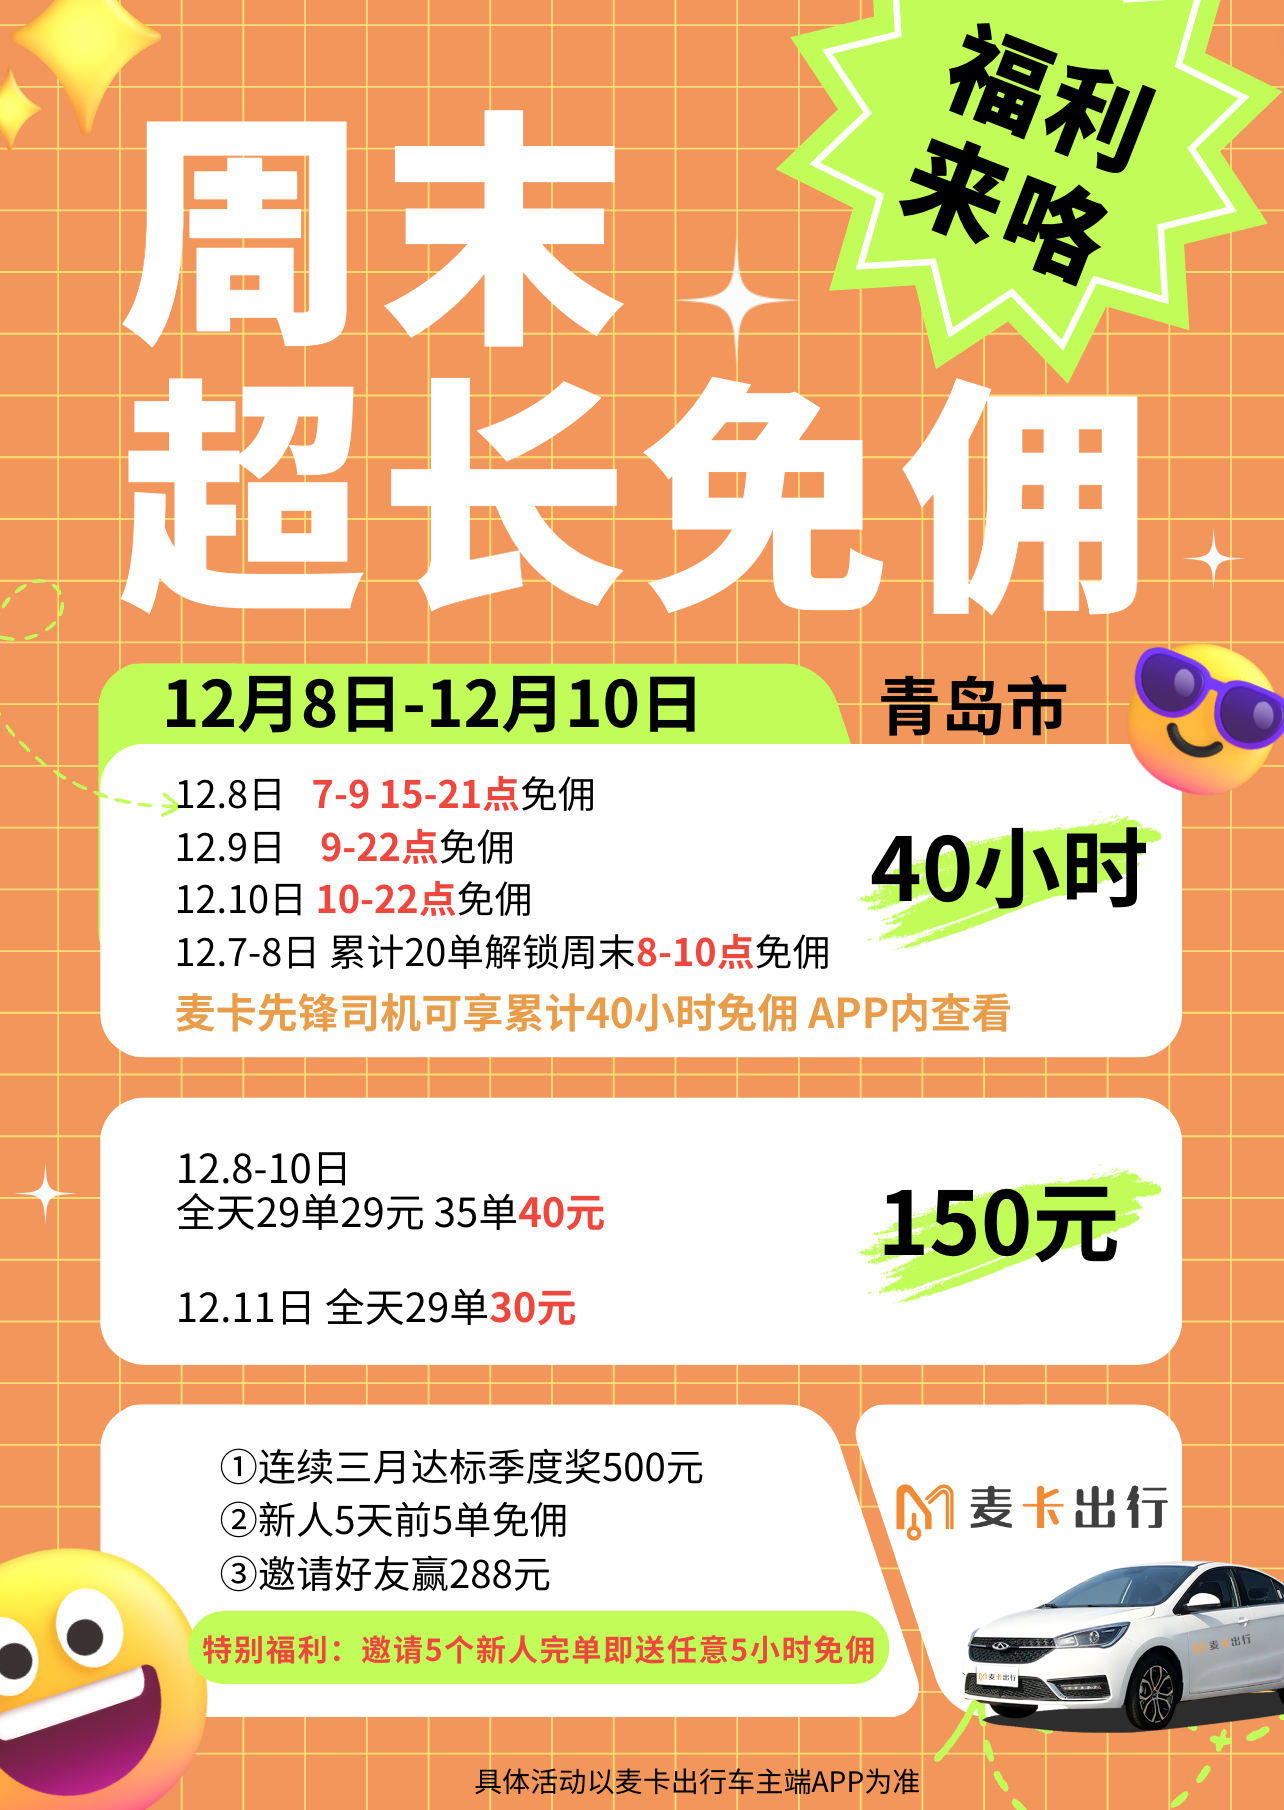 福利
来咯
周末
超长免佣
12月8日-12月10日
青岛市
12.8日 7-9 15-21点免佣
12.9日 9-22点免佣
12.10日 10-22点免佣
12.7-8日 累计20单解锁周末8-10点免佣
麦卡先锋司机可享累计40小时免佣 APP内查看
40小时
12.8-10日
全天29单29元 35单40元
12.11日 全天29单30元
150元
①连续三月达标季度奖500元
②新人5天前5单免佣
③邀请好友赢288元
特别福利：邀请5个新人完单即送任意5小时免佣
麦卡出行
麦卡出行
麦卡出行
具体活动以麦卡出行车主端APP为准